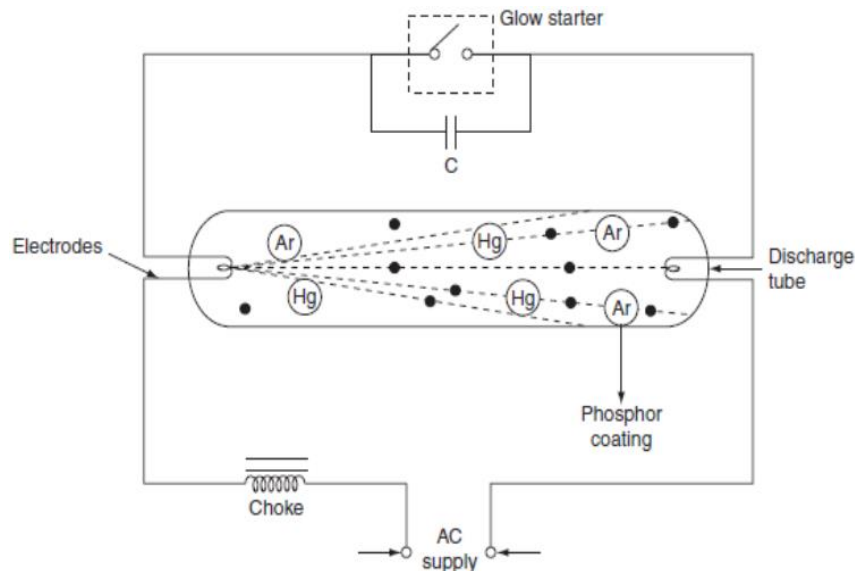 Glow starter
C
Ar
Hg
Ar
Electrodes
Discharge
tube
Hg
Hg
Ar
Phosphor
coating
Choke
AC
supply